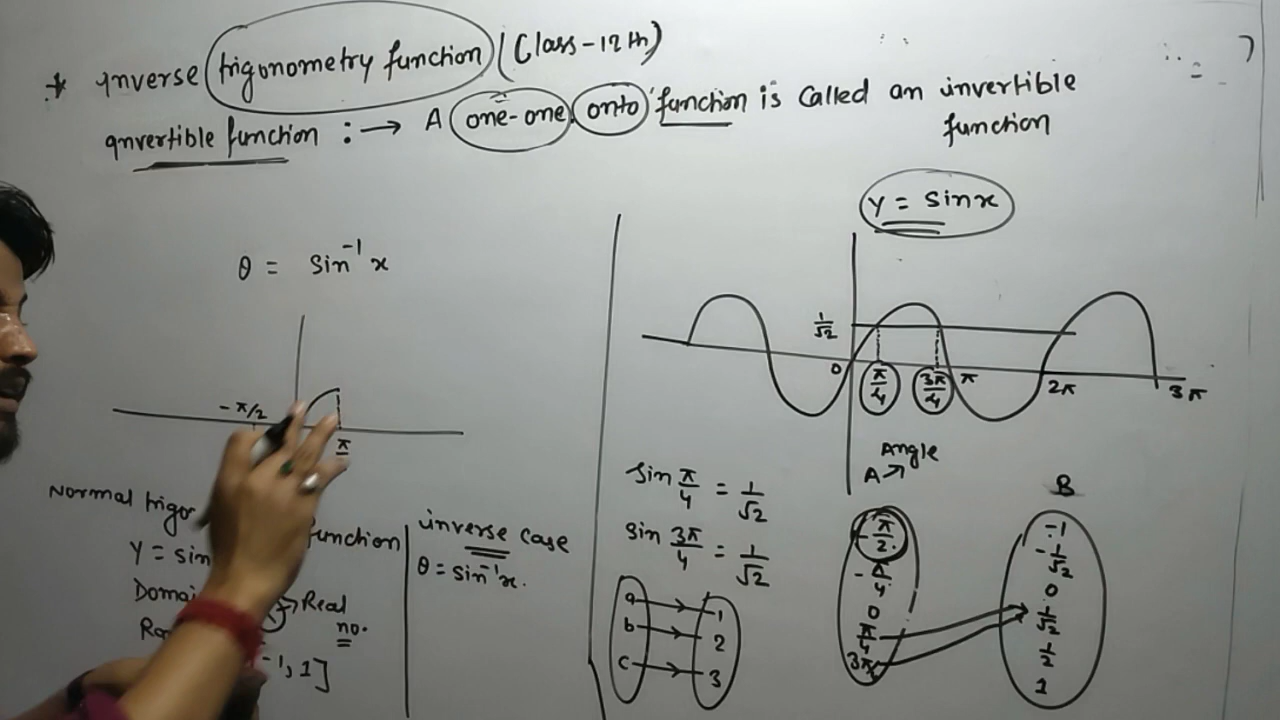 * Inverse trigonometry function (Class-12th)
Invertible function :→ A one-one onto function is called an invertible
function
y = sinx
θ = sin⁻¹x
1/√2
0
π/4
3π/4
π
2π
3π
-π/2
π
Normal trigo function
Y = sin
Real
no.
-1, 1]
inverse case
θ = sin⁻¹x.
sin π/4 = 1/√2
sin 3π/4 = 1/√2
a 1
b 2
c 3
Angle
A→
B
-π/2
-π/4
0
π/4
3π
-1
-1/√2
0
1/√2
1/2
1